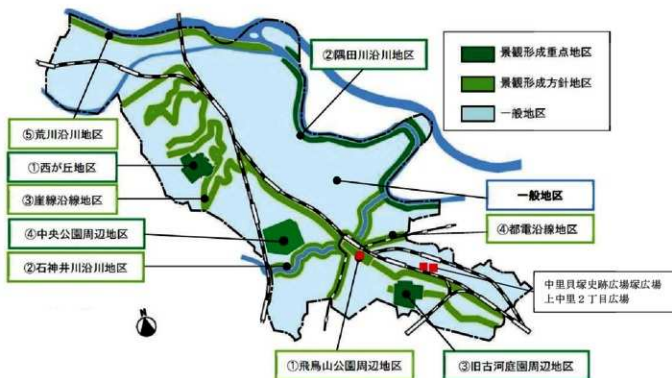 ②隅田川沿川地区
景観形成重点地区
景観形成方針地区
一般地区
⑤荒川沿川地区
①西が丘地区
③崖線沿線地区
④中央公園周辺地区
②石神井川沿川地区
一般地区
④都電沿線地区
中里貝塚史跡広場塚広場
上中里2丁目広場
①飛鳥山公園周辺地区
③旧古河庭園周辺地区